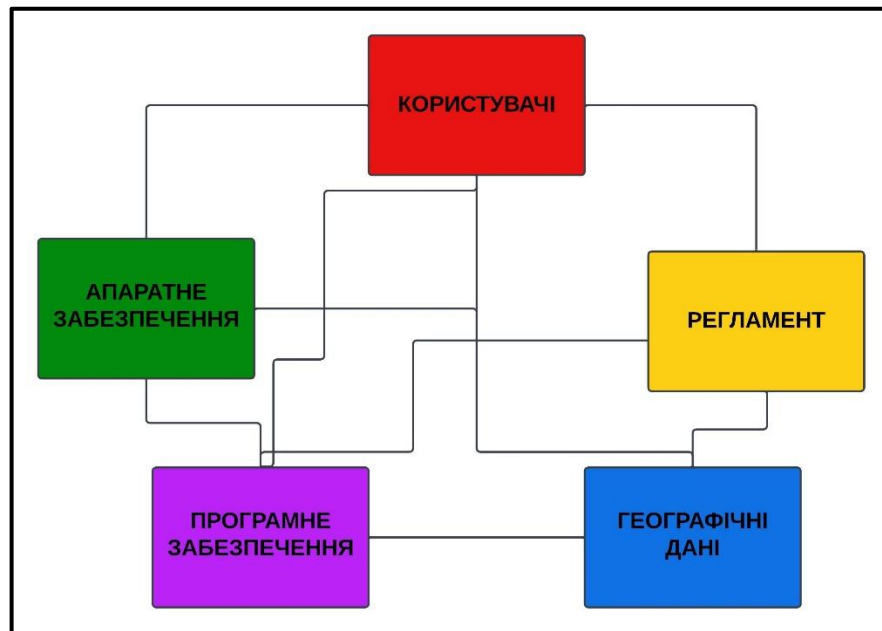 КОРИСТУВАЧІ
АПАРАТНЕ
ЗАБЕЗПЕЧЕННЯ
РЕГЛАМЕНТ
ПРОГРАМНЕ
ЗАБЕЗПЕЧЕННЯ
ГЕОГРАФІЧНІ
ДАНІ